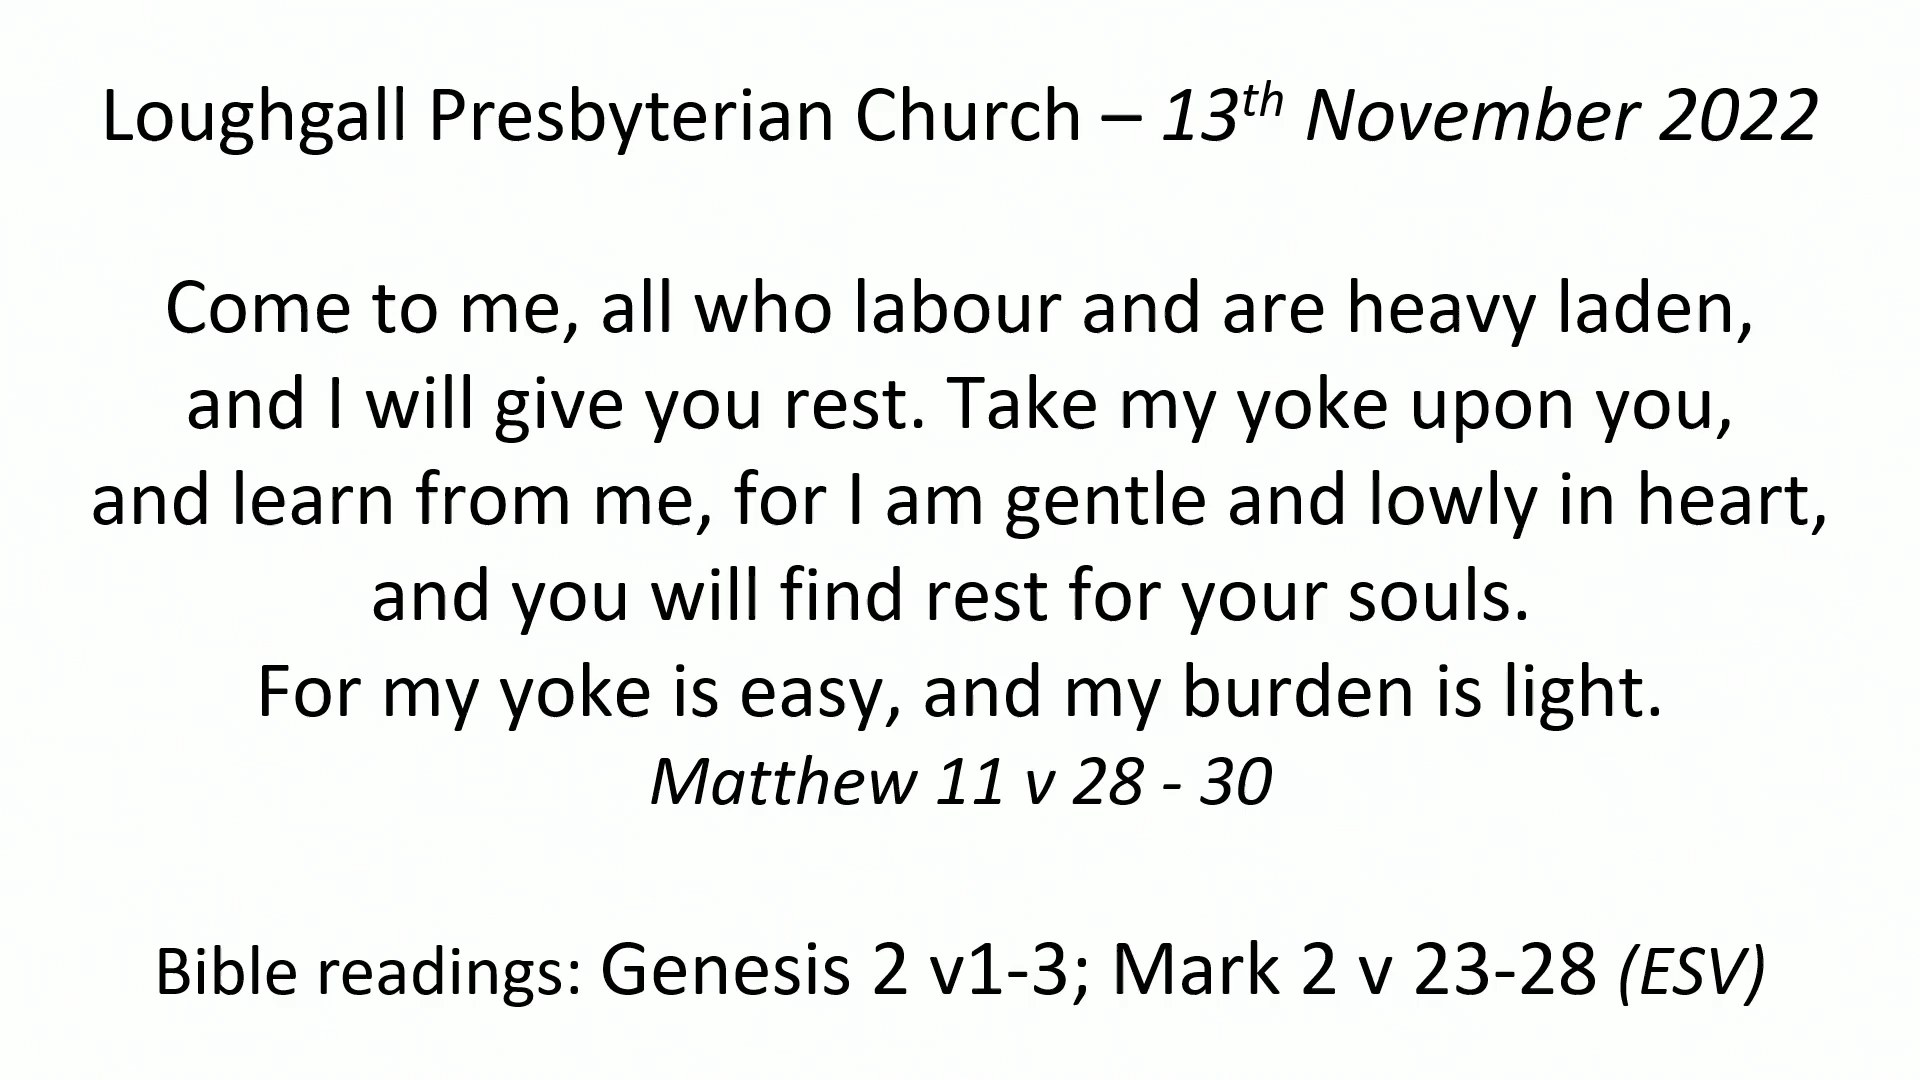 Loughgall Presbyterian Church – 13th November 2022
Come to me, all who labour and are heavy laden,
and I will give you rest. Take my yoke upon you,
and learn from me, for I am gentle and lowly in heart,
and you will find rest for your souls.
For my yoke is easy, and my burden is light.
Matthew 11 v 28 - 30
Bible readings: Genesis 2 v1-3; Mark 2 v 23-28 (ESV)